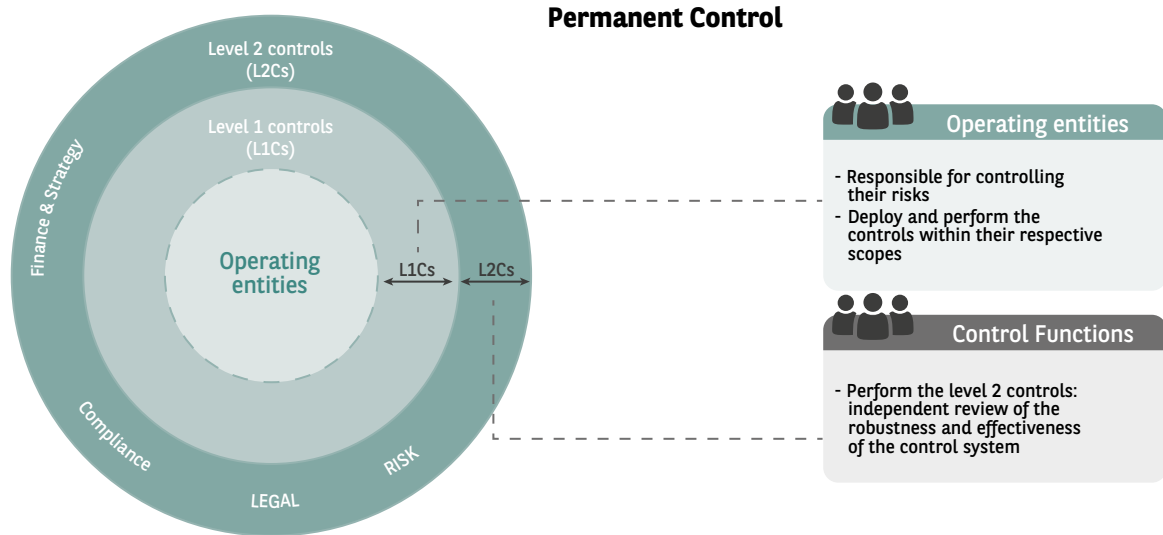 Permanent Control
Level 2 controls
(L2Cs)
Level 1 controls
(L1Cs)
Finance & Strategy
Operating
entities
L1Cs
L2Cs
Compliance
LEGAL
RISK
Operating entities
- Responsible for controlling
their risks
- Deploy and perform the
controls within their respective
scopes
Control Functions
- Perform the level 2 controls:
independent review of the
robustness and effectiveness
of the control system